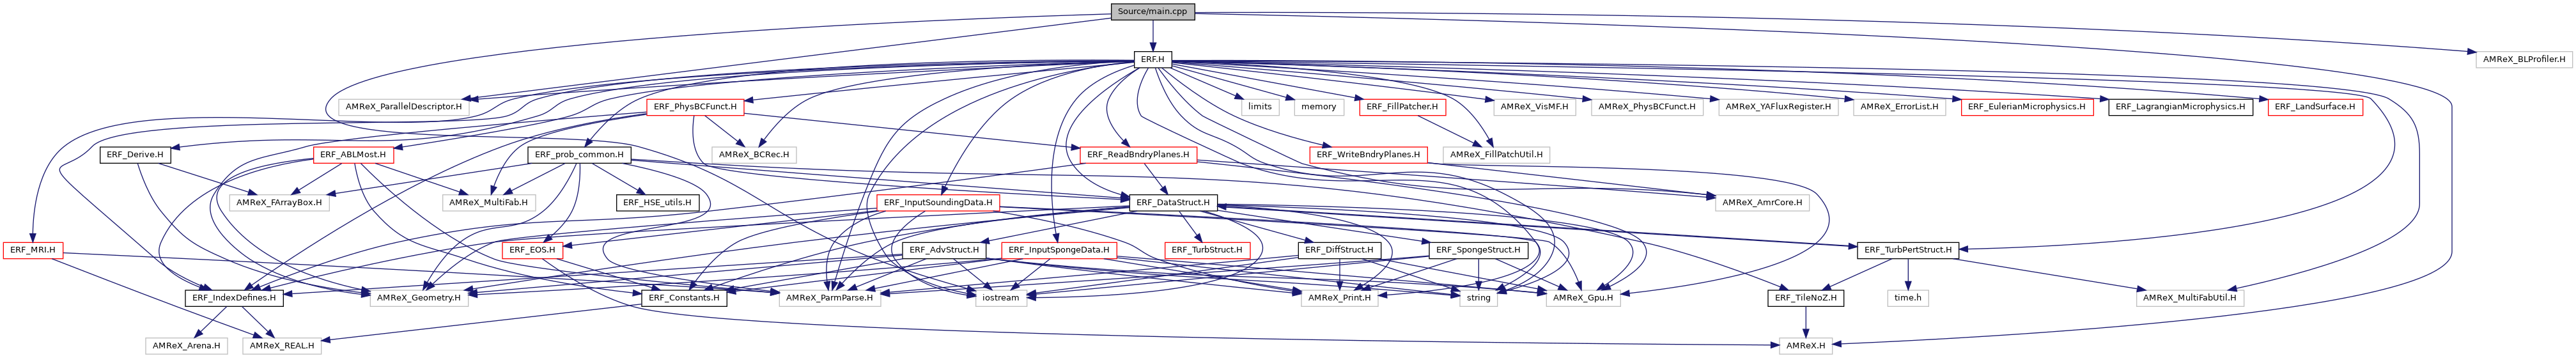 Source/main.cpp
ERF.H
AMReX_BLProfiler.H
AMReX_ParallelDescriptor.H
ERF_PhysBCFunct.H
limits
memory
ERF_FillPatcher.H
AMReX_VisMF.H
AMReX_PhysBCFunct.H
AMReX_YAFluxRegister.H
AMReX_ErrorList.H
ERF_EulerianMicrophysics.H
ERF_LagrangianMicrophysics.H
ERF_LandSurface.H
ERF_Derive.H
ERF_ABLMost.H
ERF_prob_common.H
AMReX_BCRec.H
ERF_ReadBndryPlanes.H
ERF_WriteBndryPlanes.H
AMReX_FillPatchUtil.H
AMReX_FArrayBox.H
AMReX_MultiFab.H
ERF_HSE_utils.H
ERF_InputSoundingData.H
ERF_DataStruct.H
AMReX_AmrCore.H
ERF_MRI.H
ERF_EOS.H
ERF_AdvStruct.H
ERF_InputSpongeData.H
ERF_TurbStruct.H
ERF_DiffStruct.H
ERF_SpongeStruct.H
ERF_TurbPertStruct.H
ERF_IndexDefines.H
AMReX_Geometry.H
ERF_Constants.H
AMReX_ParmParse.H
iostream
AMReX_Print.H
string
AMReX_Gpu.H
ERF_TileNoZ.H
time.h
AMReX_MultiFabUtil.H
AMReX_Arena.H
AMReX_REAL.H
AMReX.H